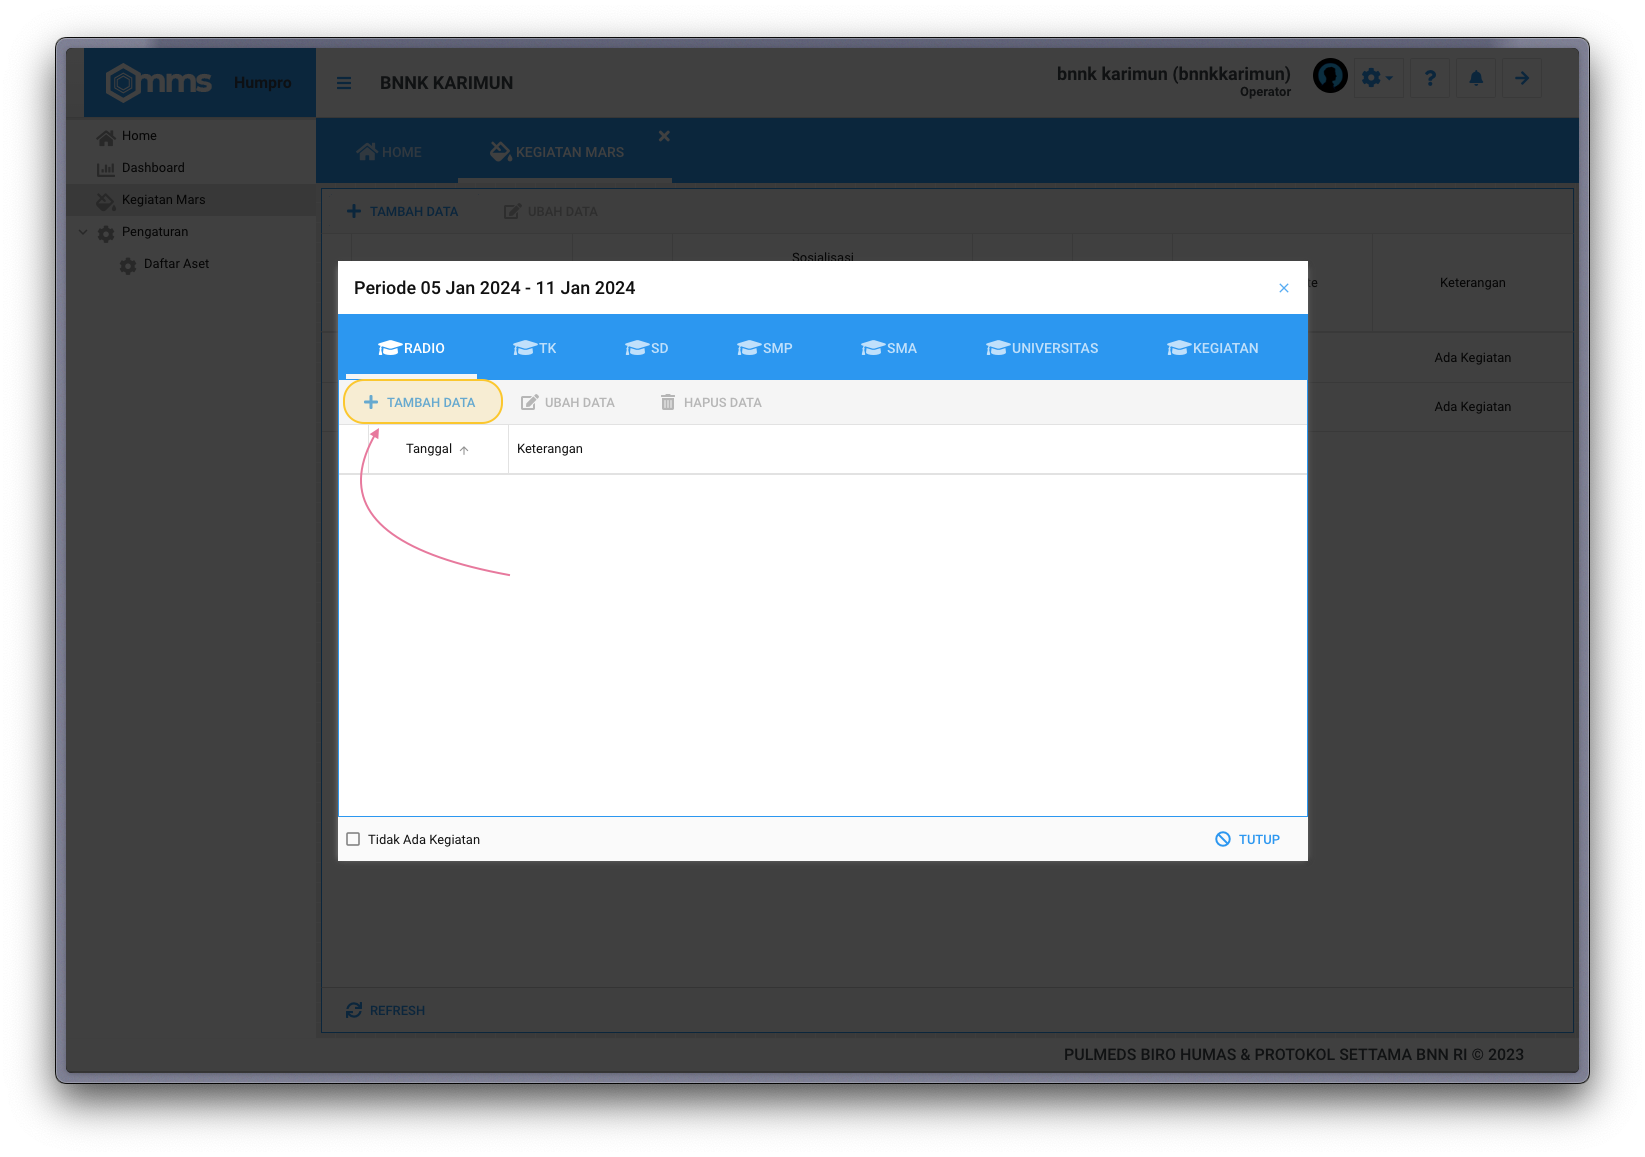 mms Humpro
BNNK KARIMUN
bnnk karimun (bnnkkarimun)
Operator
?
Home
Dashboard
Kegiatan Mars
Pengaturan
Daftar Aset
HOME
KEGIATAN MARS
TAMBAH DATA
UBAH DATA
Sosialisasi
Keterangan
Ada Kegiatan
Ada Kegiatan
Periode 05 Jan 2024 - 11 Jan 2024
RADIO
TK
SD
SMP
SMA
UNIVERSITAS
KEGIATAN
TAMBAH DATA
UBAH DATA
HAPUS DATA
Tanggal
Keterangan
Tidak Ada Kegiatan
TUTUP
REFRESH
PULMEDS BIRO HUMAS & PROTOKOL SETTAMA BNN RI © 2023